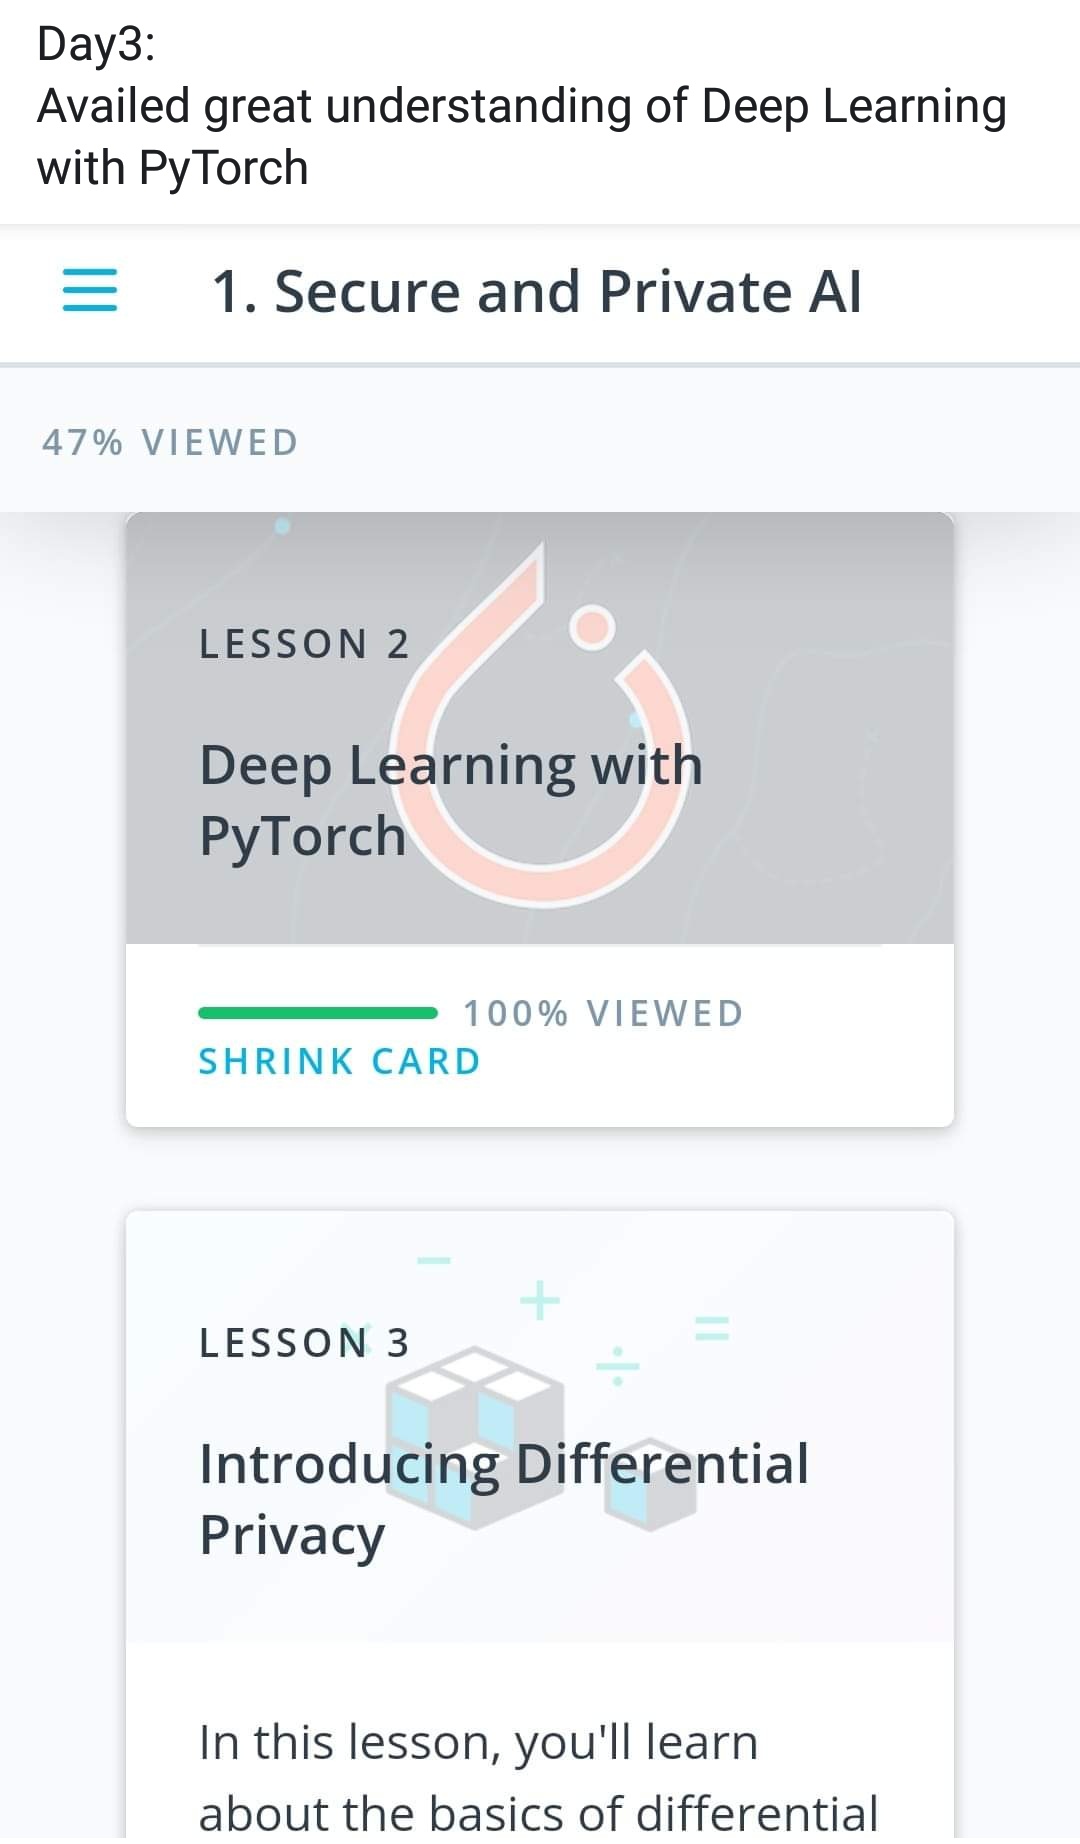 Day3:
Availed great understanding of Deep Learning
with PyTorch
1. Secure and Private AI
47% VIEWED
LESSON 2
Deep Learning with
PyTorch
100% VIEWED
SHRINK CARD
LESSON 3
Introducing Differential
Privacy
In this lesson, you'll learn
about the basics of differential